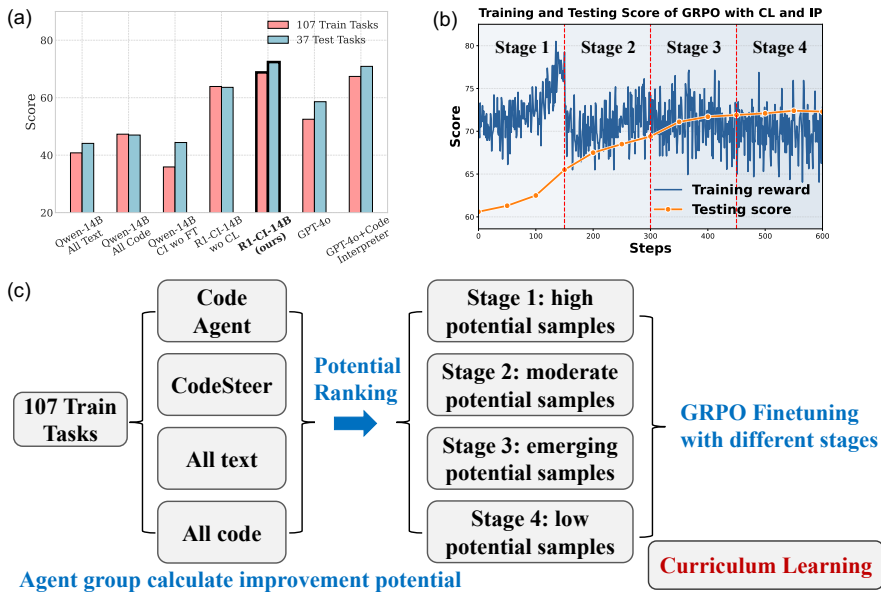 (a)
107 Train Tasks
37 Test Tasks
Score
80
60
40
20
Qwen-14B
All Text
Qwen-14B
All Code
Qwen-14B
CI wo FT
R1-CI-14B
wo CL
R1-CI-14B
(ours)
GPT-4o
GPT-4o+Code
Interpreter
(b)
Training and Testing Score of GRPO with CL and IP
Stage 1
Stage 2
Stage 3
Stage 4
Score
80
75
70
65
60
Training reward
Testing score
0
100
200
300
400
500
600
Steps
(c)
107 Train
Tasks
Code
Agent
CodeSteer
All text
All code
Agent group calculate improvement potential
Potential
Ranking
Stage 1: high
potential samples
Stage 2: moderate
potential samples
Stage 3: emerging
potential samples
Stage 4: low
potential samples
GRPO Finetuning
with different stages
Curriculum Learning